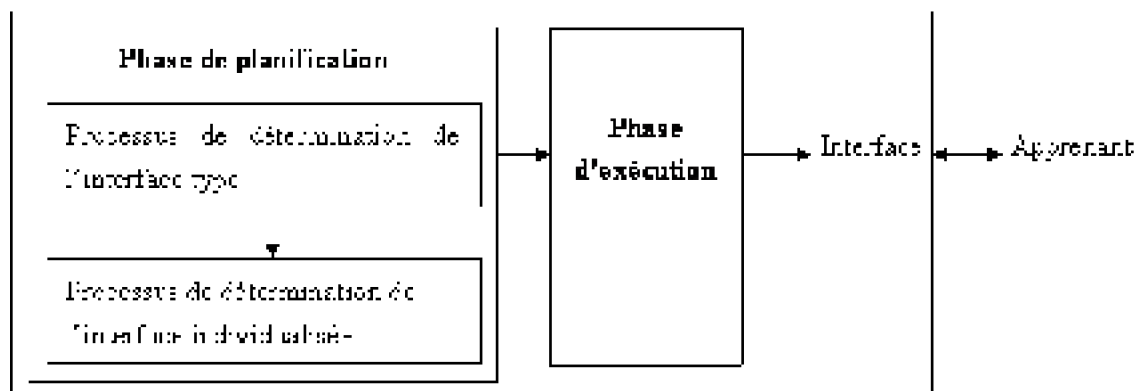 Phase de planification
Processus de détermination de
l'interface type
Processus de détermination de
l'interface individualisée
Phase
d'exécution
Interface
Apprenant